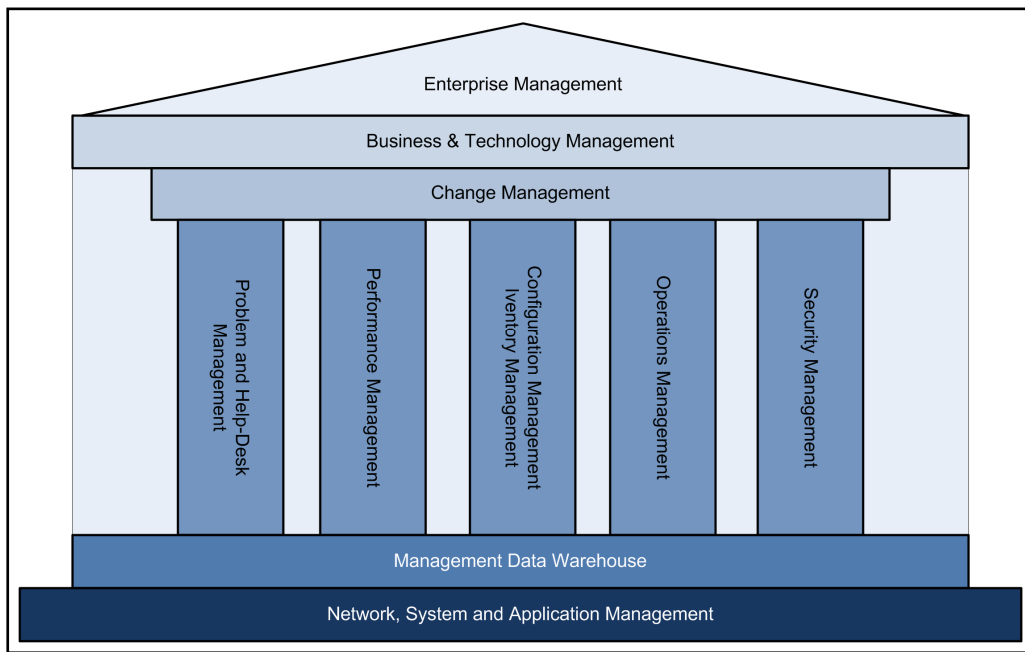 Enterprise Management
Business & Technology Management
Change Management
Problem and Help-Desk
Management
Performance Management
Configuration Management
Iventory Management
Operations Management
Security Management
Management Data Warehouse
Network, System and Application Management